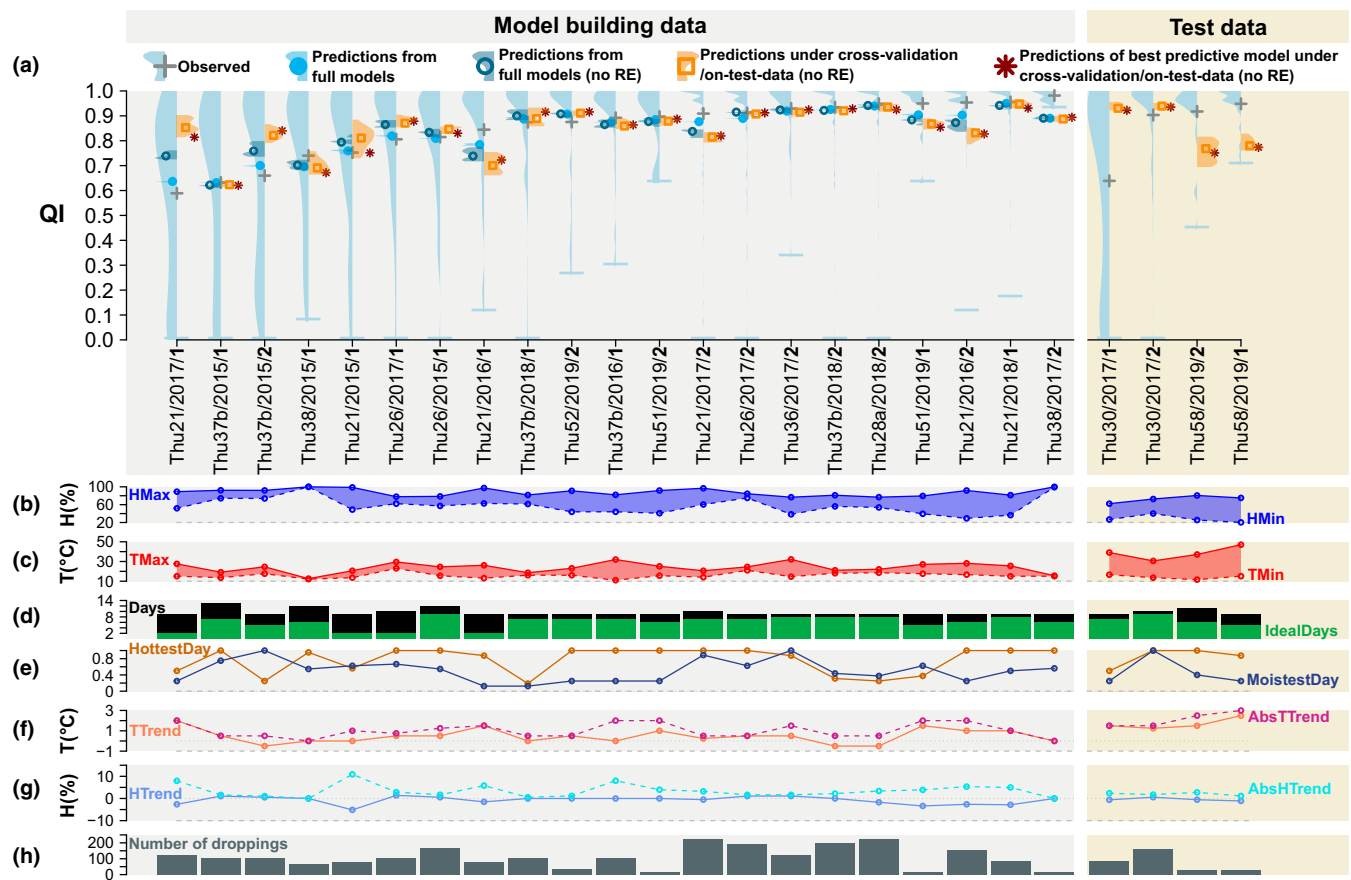 Model building data
Test data
(a)
Observed
Predictions from
full models
Predictions from
full models (no RE)
Predictions under cross-validation
/on-test-data (no RE)
Predictions of best predictive model under
cross-validation/on-test-data (no RE)
QI
1.0
0.9
0.8
0.7
0.6
0.5
0.4
0.3
0.2
0.1
0.0
Thu21/2017/1
Thu37b/2015/1
Thu37b/2015/2
Thu38/2015/1
Thu21/2015/1
Thu26/2017/1
Thu26/2015/1
Thu21/2016/1
Thu37b/2018/1
Thu52/2019/2
Thu37b/2016/1
Thu51/2019/2
Thu21/2017/2
Thu26/2017/2
Thu36/2017/2
Thu37b/2018/2
Thu28a/2018/2
Thu51/2019/1
Thu21/2016/2
Thu21/2018/1
Thu38/2017/2
Thu30/2017/1
Thu30/2017/2
Thu58/2019/2
Thu58/2019/1
(b)
H(%)
100
60
20
HMax
HMin
(c)
T(°C)
50
30
10
TMax
TMin
(d)
14
8
2
Days
IdealDays
(e)
0.8
0.4
0
HottestDay
MoistestDay
(f)
T(°C)
3
1
−1
TTrend
AbsTTrend
(g)
H(%)
10
0
−10
HTrend
AbsHTrend
(h)
200
100
0
Number of droppings